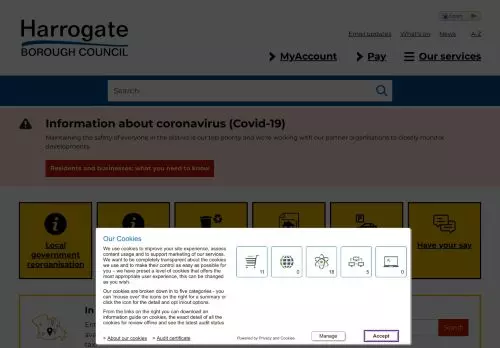 Harrogate
BOROUGH COUNCIL
Email updates
What's on
News
A-Z
MyAccount
Pay
Our services
Search
Information about coronavirus (Covid-19)
Maintaining the safety of everyone in the district is our top priority and we're working with our partner organisations to closely monitor
developments.
Residents and businesses: what you need to know
Local
government
reorganisation
Have your say
Our Cookies
We use cookies to improve your site experience, assess
content usage and to support marketing of our services.
We want to be completely transparent about the cookies
we use and to make their control as easy as possible for
you – we have preset a level of cookies that offers the
most appropriate user experience, this can be changed
as you wish.
Our cookies are broken down in to five categories - you
can 'mouse over' the icons on the right for a summary or
click the icon for the detail and opt in/out options.
From the links on the right you can download an
information guide on cookies, the exact detail of all the
cookies for review offline and see the latest audit status
11
0
18
5
0
» About our cookies
» Audit certificate
Powered by Privacy and Cookies
Manage
Accept
In